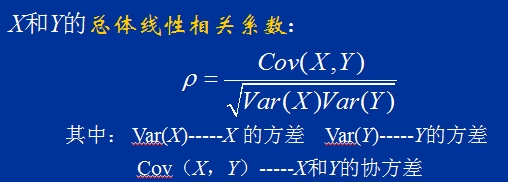 X和Y的总体线性相关系数：
ρ = Cov(X,Y) / √Var(X)Var(Y)
其中： Var(X)-----X 的方差 Var(Y)-----Y的方差
Cov（X，Y）-----X和Y的协方差